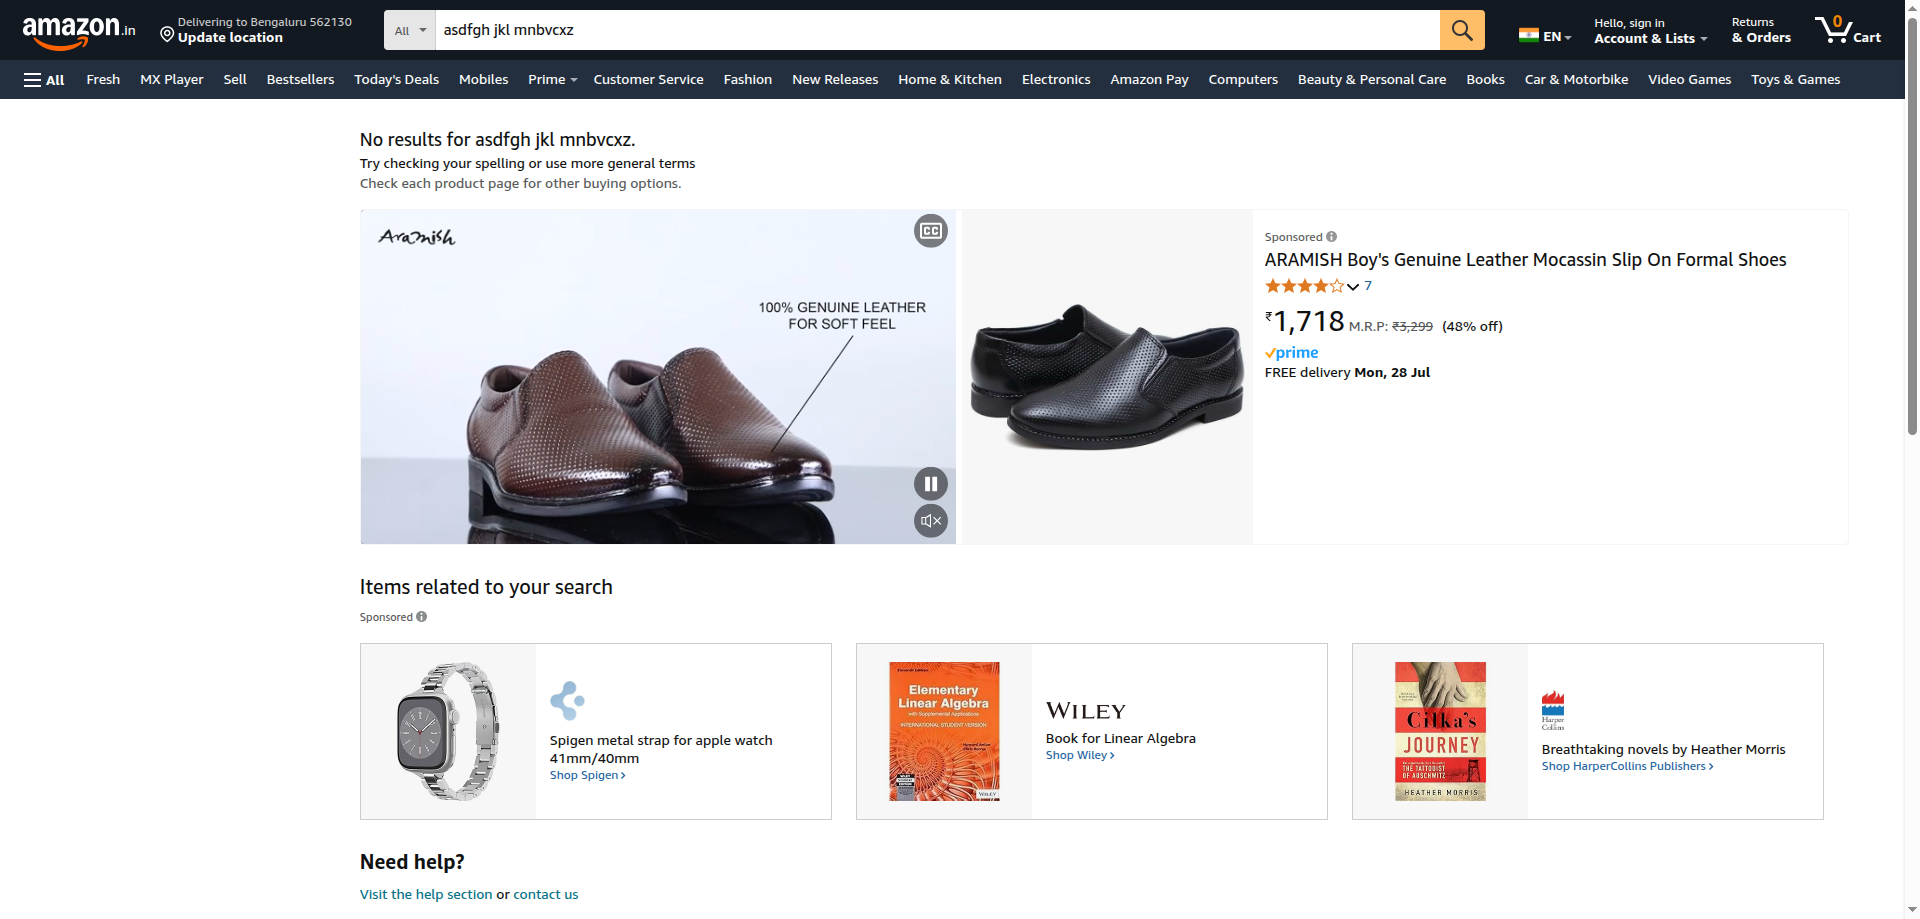 amazon.in
Delivering to Bengaluru 562130
Update location
All
asdfgh jkl mnbvcxz
EN
Hello, sign in
Account & Lists
Returns
& Orders
0
Cart
All Fresh MX Player Sell Bestsellers Today's Deals Mobiles Prime Customer Service Fashion New Releases Home & Kitchen Electronics Amazon Pay Computers Beauty & Personal Care Books Car & Motorbike Video Games Toys & Games
No results for asdfgh jkl mnbvcxz.
Try checking your spelling or use more general terms
Check each product page for other buying options.
Aramish
CC
100% GENUINE LEATHER
FOR SOFT FEEL
Sponsored
ARAMISH Boy's Genuine Leather Mocassin Slip On Formal Shoes
7
₹1,718 M.R.P: ₹3,299 (48% off)
prime
FREE delivery Mon, 28 Jul
Items related to your search
Sponsored
Spigen metal strap for apple watch
41mm/40mm
Shop Spigen
Elementary
Linear Algebra
with Supplemental Applications
INTERNATIONAL STUDENT VERSION
WILEY
WILEY
Book for Linear Algebra
Shop Wiley
Cilka's
JOURNEY
THE TATTOOIST
OF AUSCHWITZ
HEATHER MORRIS
Harper
Collins
Breathtaking novels by Heather Morris
Shop HarperCollins Publishers
Need help?
Visit the help section or contact us